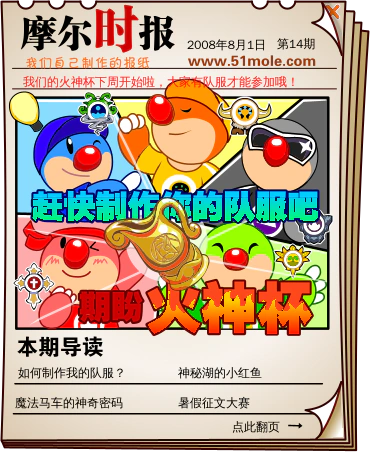 摩尔时报
2008年8月1日 第14期
我们自己制作的报纸
www.51mole.com
我们的火神杯下周开始啦，大家有队服才能参加哦！
赶快制作你的队服吧
期盼火神杯
本期导读
如何制作我的队服？ 神秘湖的小红鱼
魔法马车的神奇密码 暑假征文大赛
点此翻页 →